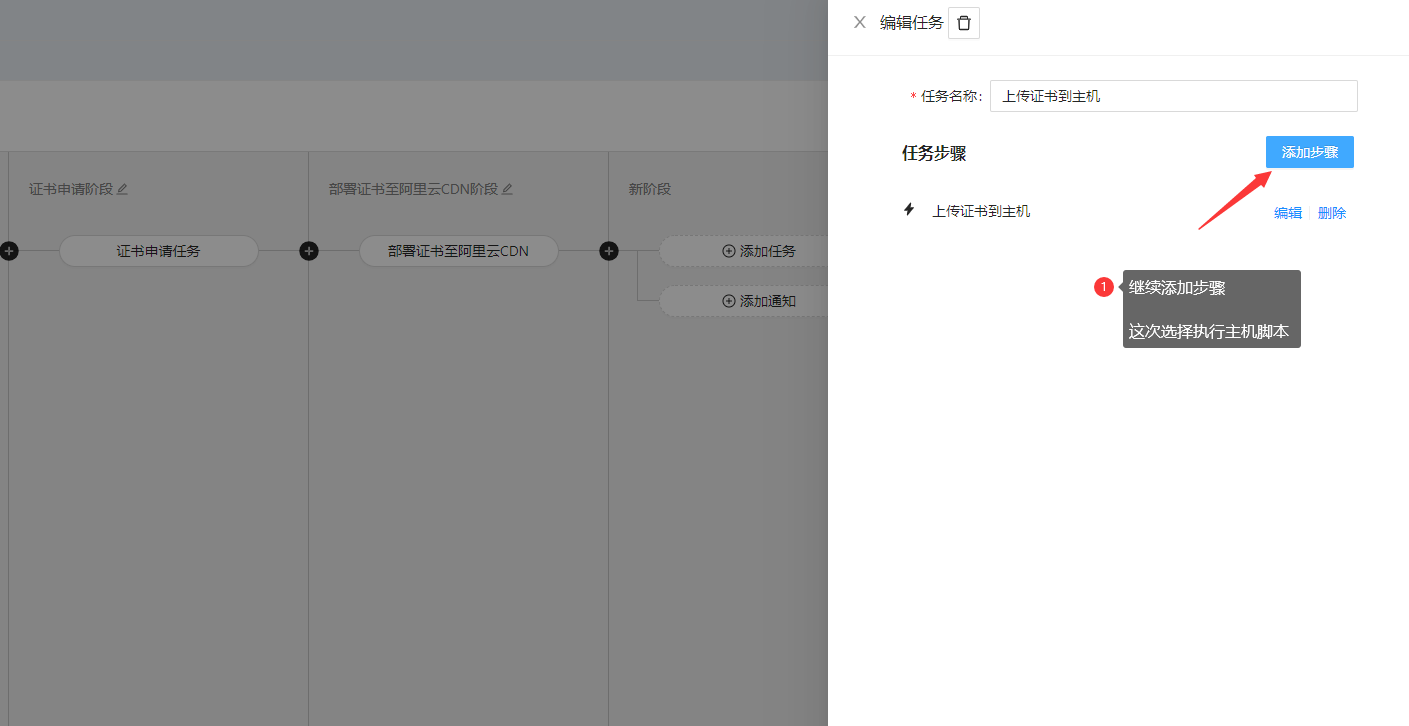 X 编辑任务
* 任务名称: 上传证书到主机
任务步骤 添加步骤
上传证书到主机 编辑 删除
1 继续添加步骤
这次选择执行主机脚本
证书申请阶段 部署证书至阿里云CDN阶段 新阶段
证书申请任务 部署证书至阿里云CDN 添加任务
添加通知